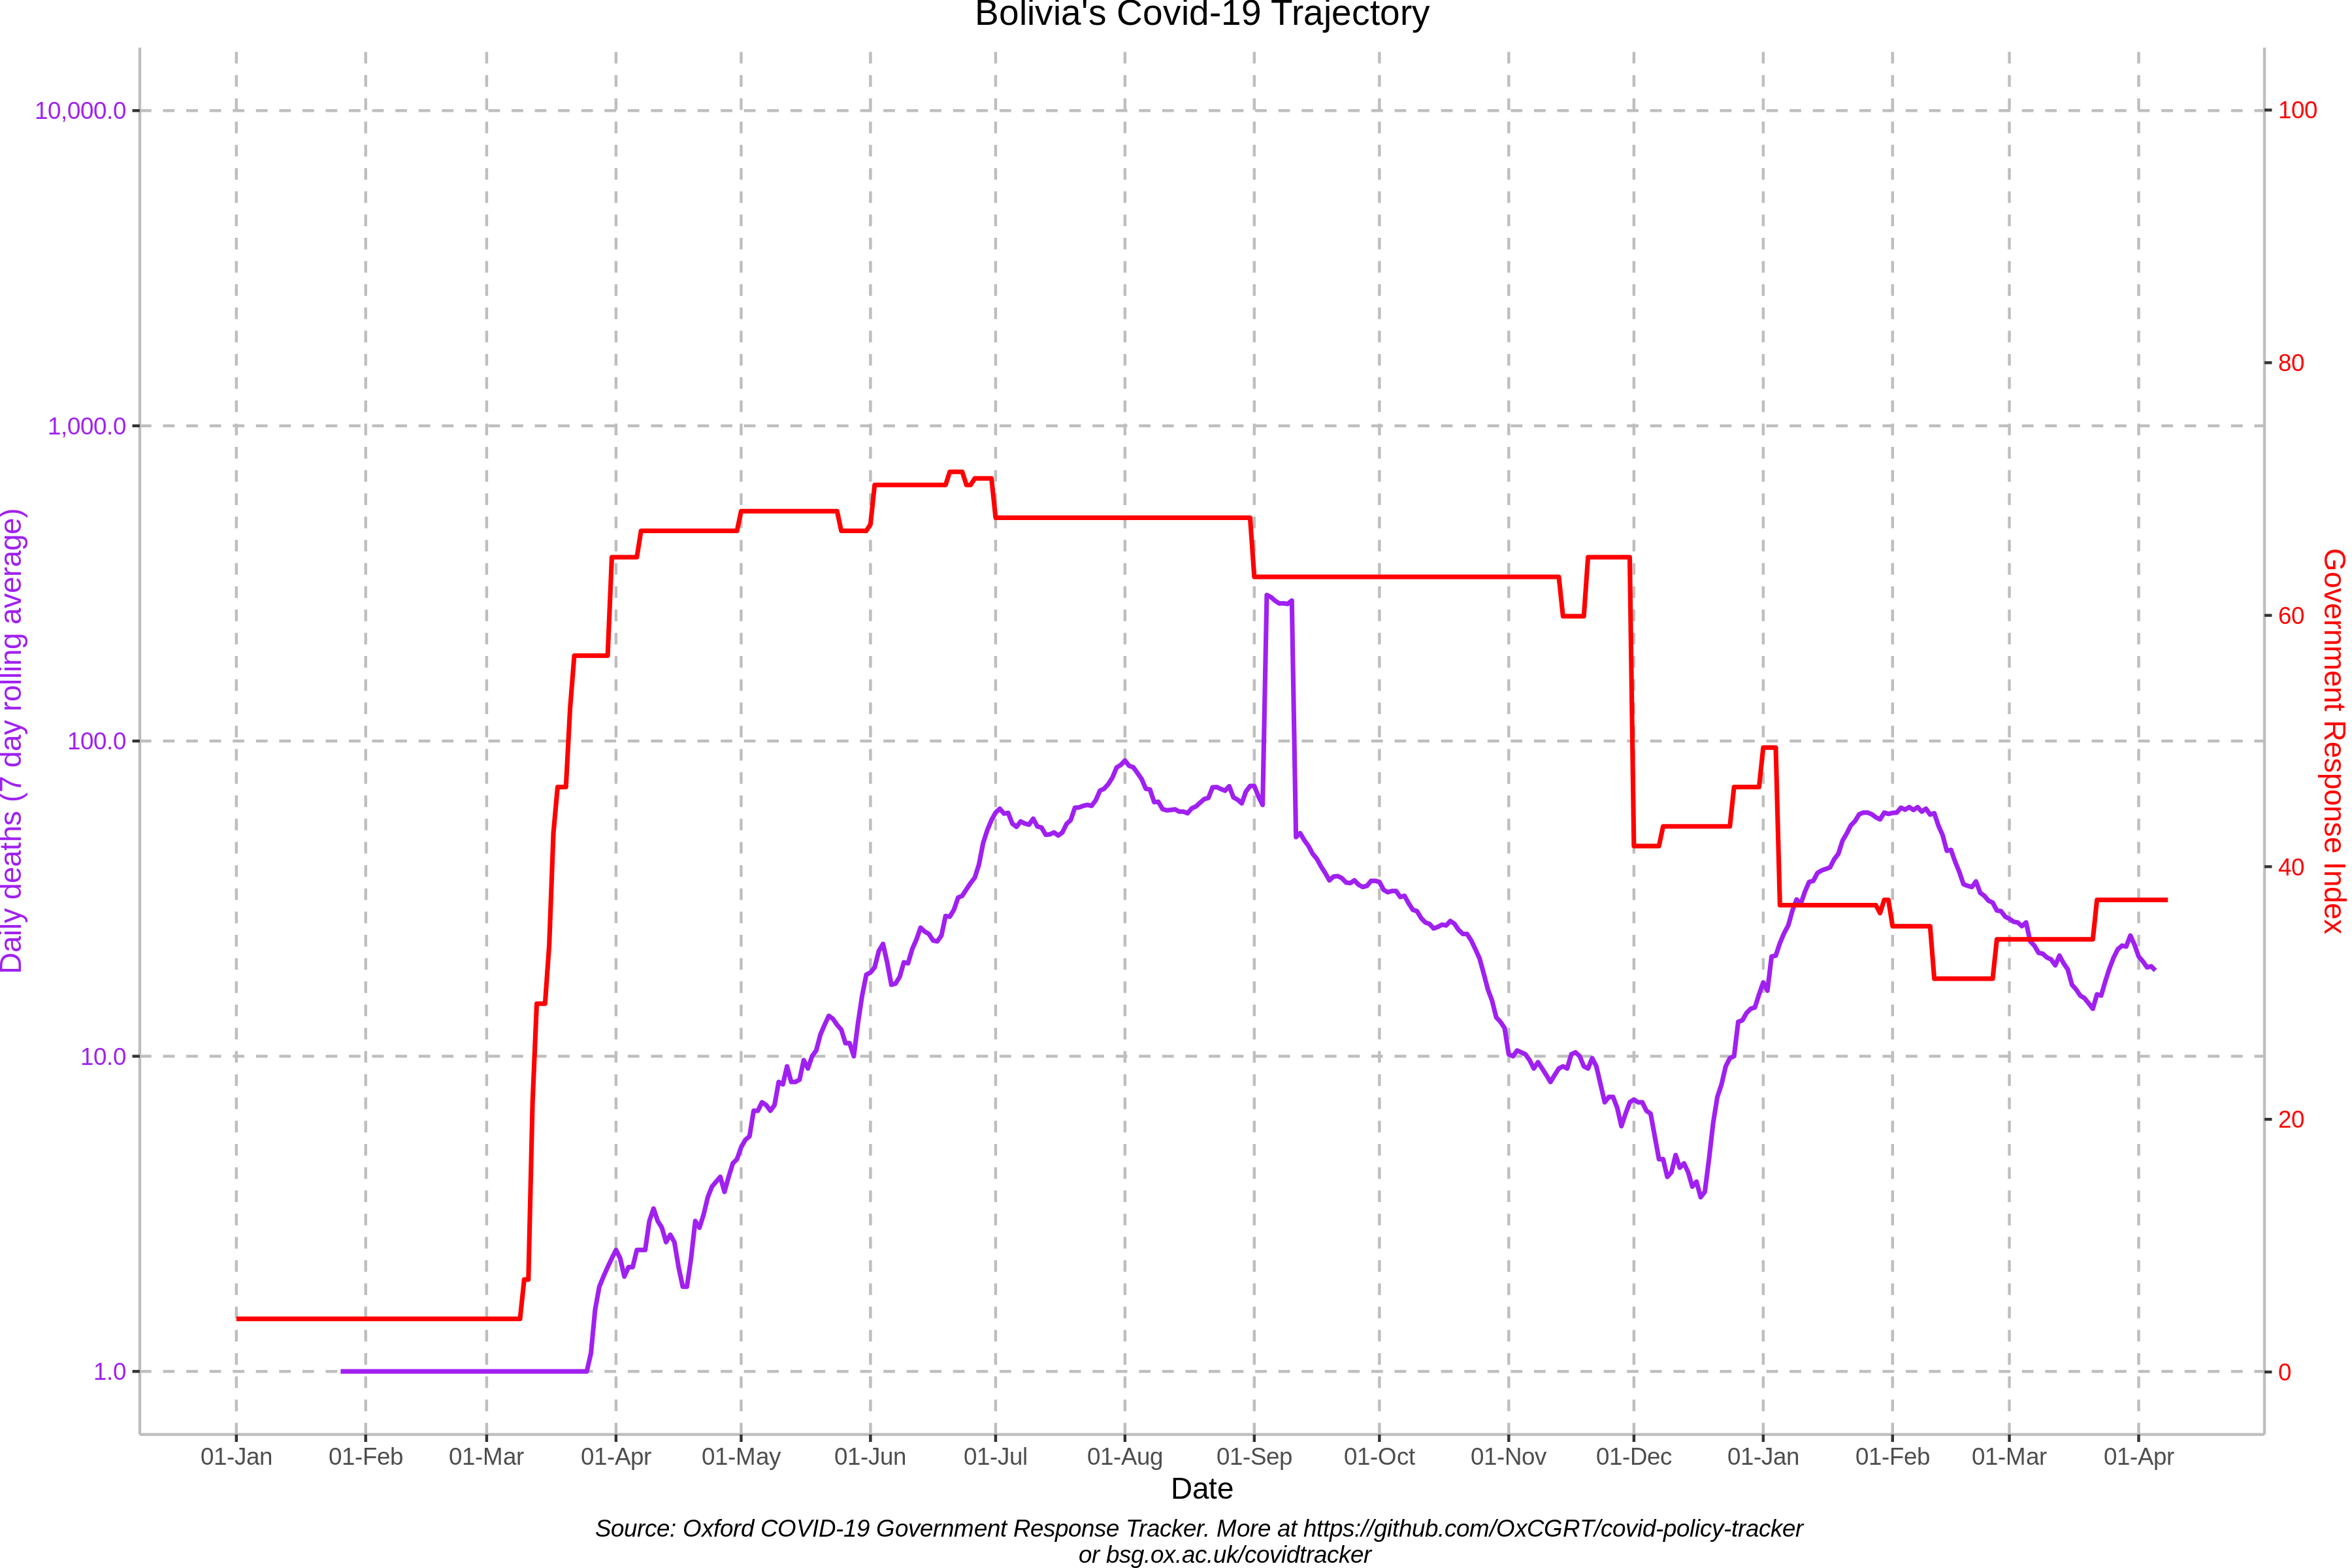 Bolivia's Covid-19 Trajectory
10,000.0
1,000.0
100.0
10.0
1.0
Daily deaths (7 day rolling average)
100
80
60
40
20
0
Government Response Index
01-Jan
01-Feb
01-Mar
01-Apr
01-May
01-Jun
01-Jul
01-Aug
01-Sep
01-Oct
01-Nov
01-Dec
01-Jan
01-Feb
01-Mar
01-Apr
Date
Source: Oxford COVID-19 Government Response Tracker. More at https://github.com/OxCGRT/covid-policy-tracker
or bsg.ox.ac.uk/covidtracker